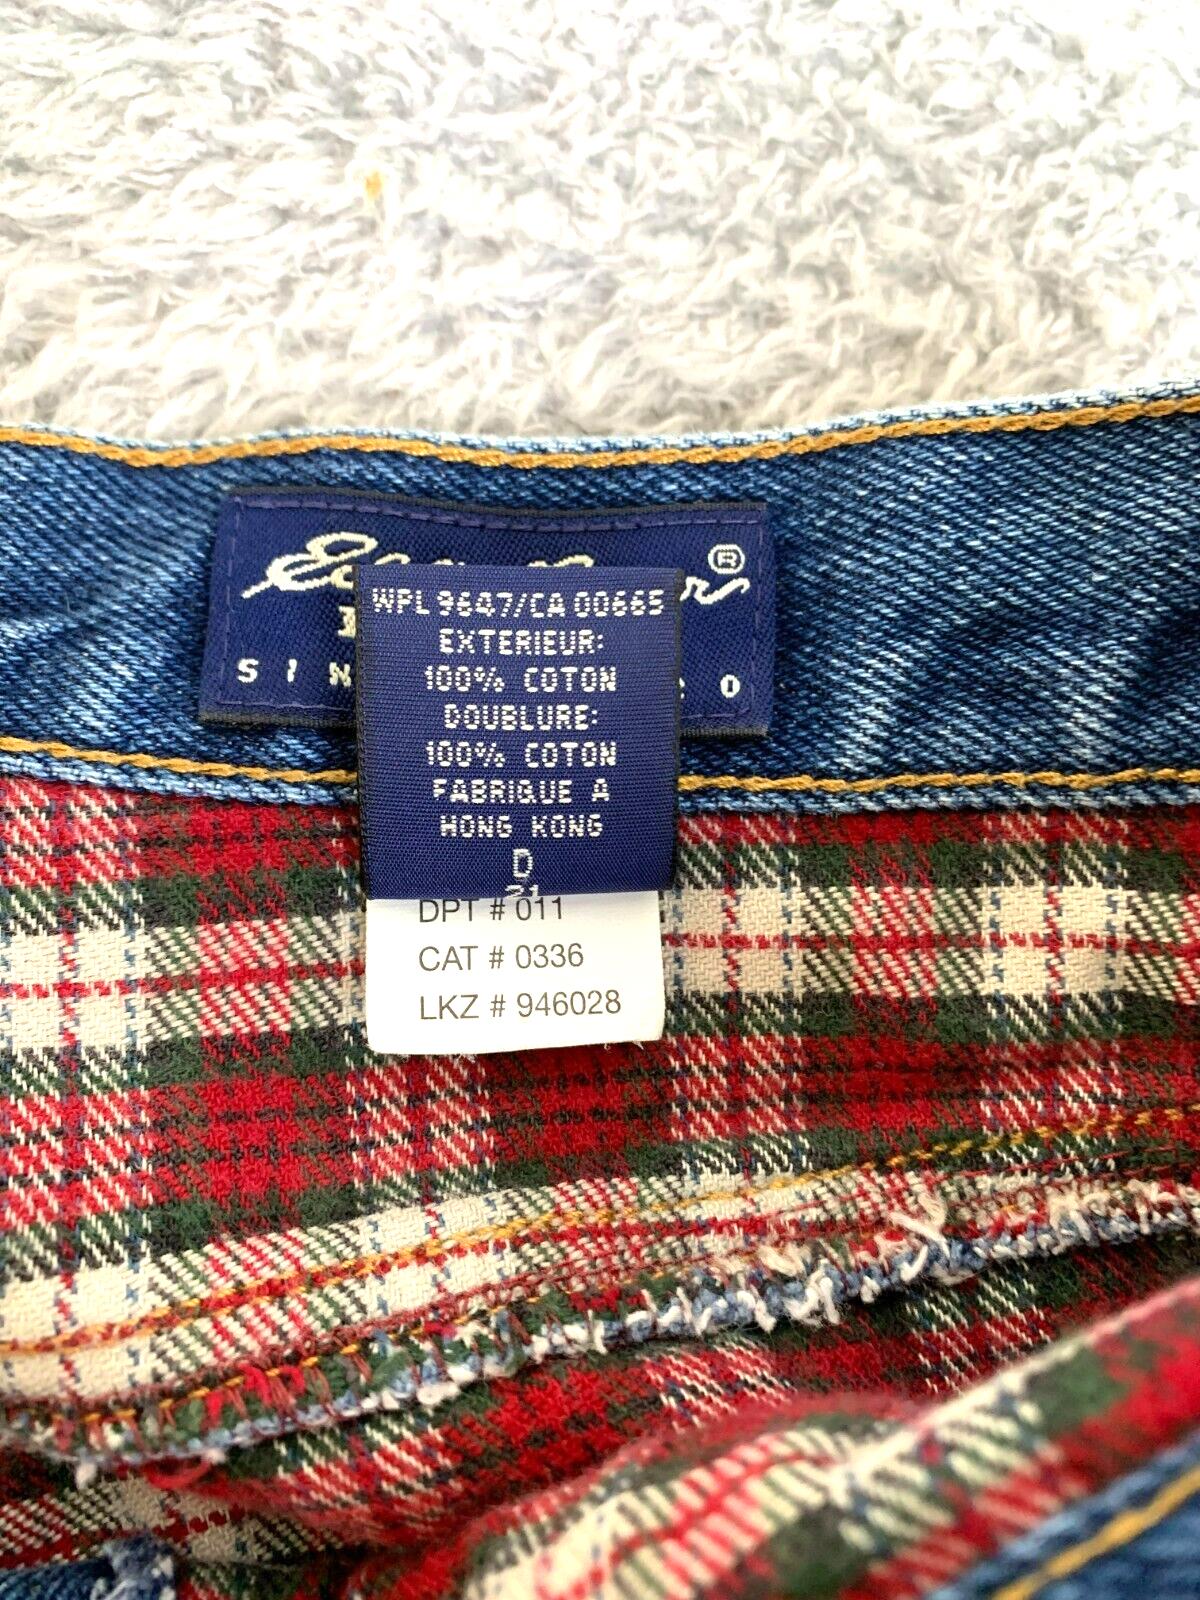 ®
WPL 9647/CA 00665
EXTERIEUR:
100% COTON
DOUBLURE:
100% COTON
FABRIQUE A
HONG KONG
D
21
DPT # 011
CAT # 0336
LKZ # 946028